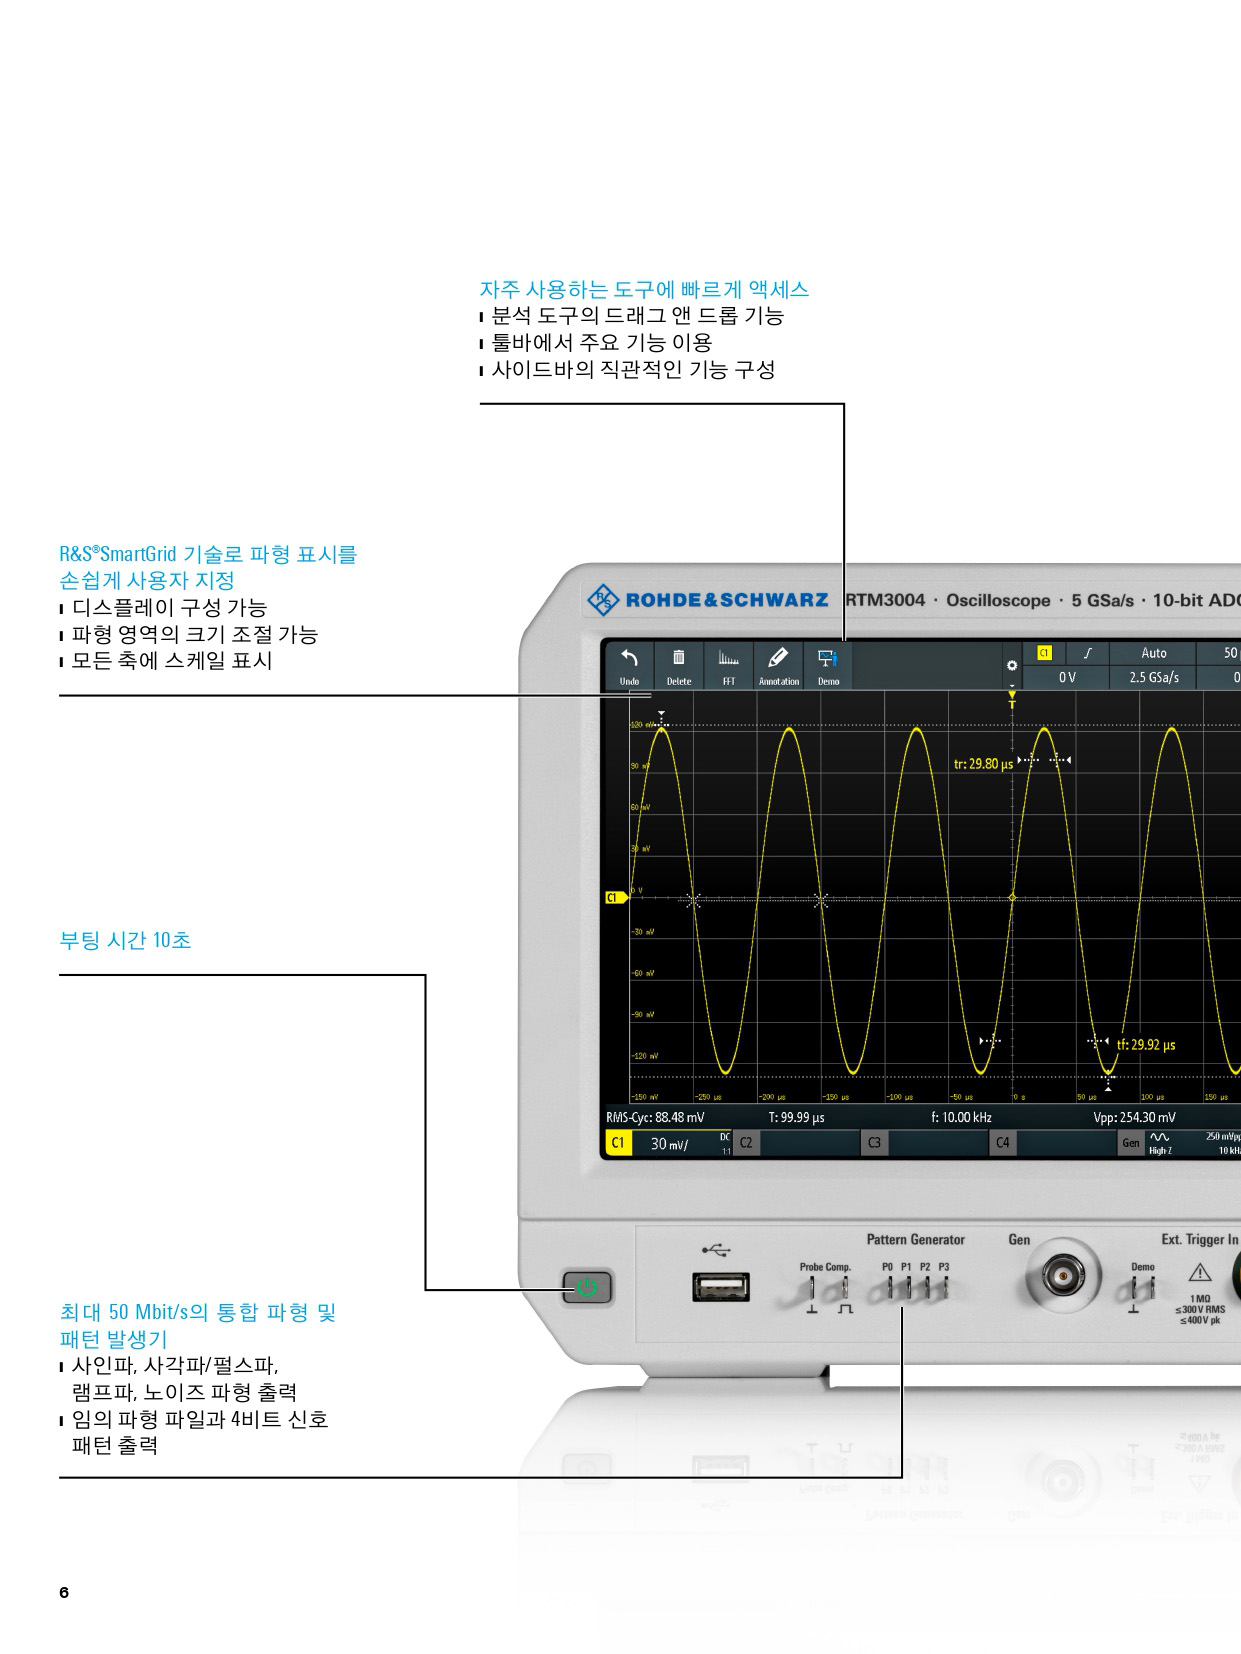 자주 사용하는 도구에 빠르게 액세스
ı 분석 도구의 드래그 앤 드롭 기능
ı 툴바에서 주요 기능 이용
ı 사이드바의 직관적인 기능 구성
R&S®SmartGrid 기술로 파형 표시를
손쉽게 사용자 지정
ı 디스플레이 구성 가능
ı 파형 영역의 크기 조절 가능
ı 모든 축에 스케일 표시
부팅 시간 10초
최대 50 Mbit/s의 통합 파형 및
패턴 발생기
ı 사인파, 사각파/펄스파,
램프파, 노이즈 파형 출력
ı 임의 파형 파일과 4비트 신호
패턴 출력
ROHDE&SCHWARZ RTM3004 · Oscilloscope · 5 GSa/s · 10-bit ADC
Undo Delete FFT Annotation Demo
C1 Auto 50
0 V 2.5 GSa/s 0
T
120 mV
90 mV
tr: 29.80 µs
60 mV
30 mV
C1 0 V
-30 mV
-60 mV
-90 mV
tf: 29.92 µs
-120 mV
-150 mV -250 µs -200 µs -150 µs -100 µs -50 µs 0 s 50 µs 100 µs 150 µs
RMS-Cyc: 88.48 mV T: 99.99 µs f: 10.00 kHz Vpp: 254.30 mV
C1 30 mV/ DC 1:1 C2 C3 C4 Gen High-Z 250 mVpp 10 kH
Pattern Generator Gen Ext. Trigger In
Probe Comp. P0 P1 P2 P3 Demo
1 MΩ
≤300 V RMS
≤400 V pk
6